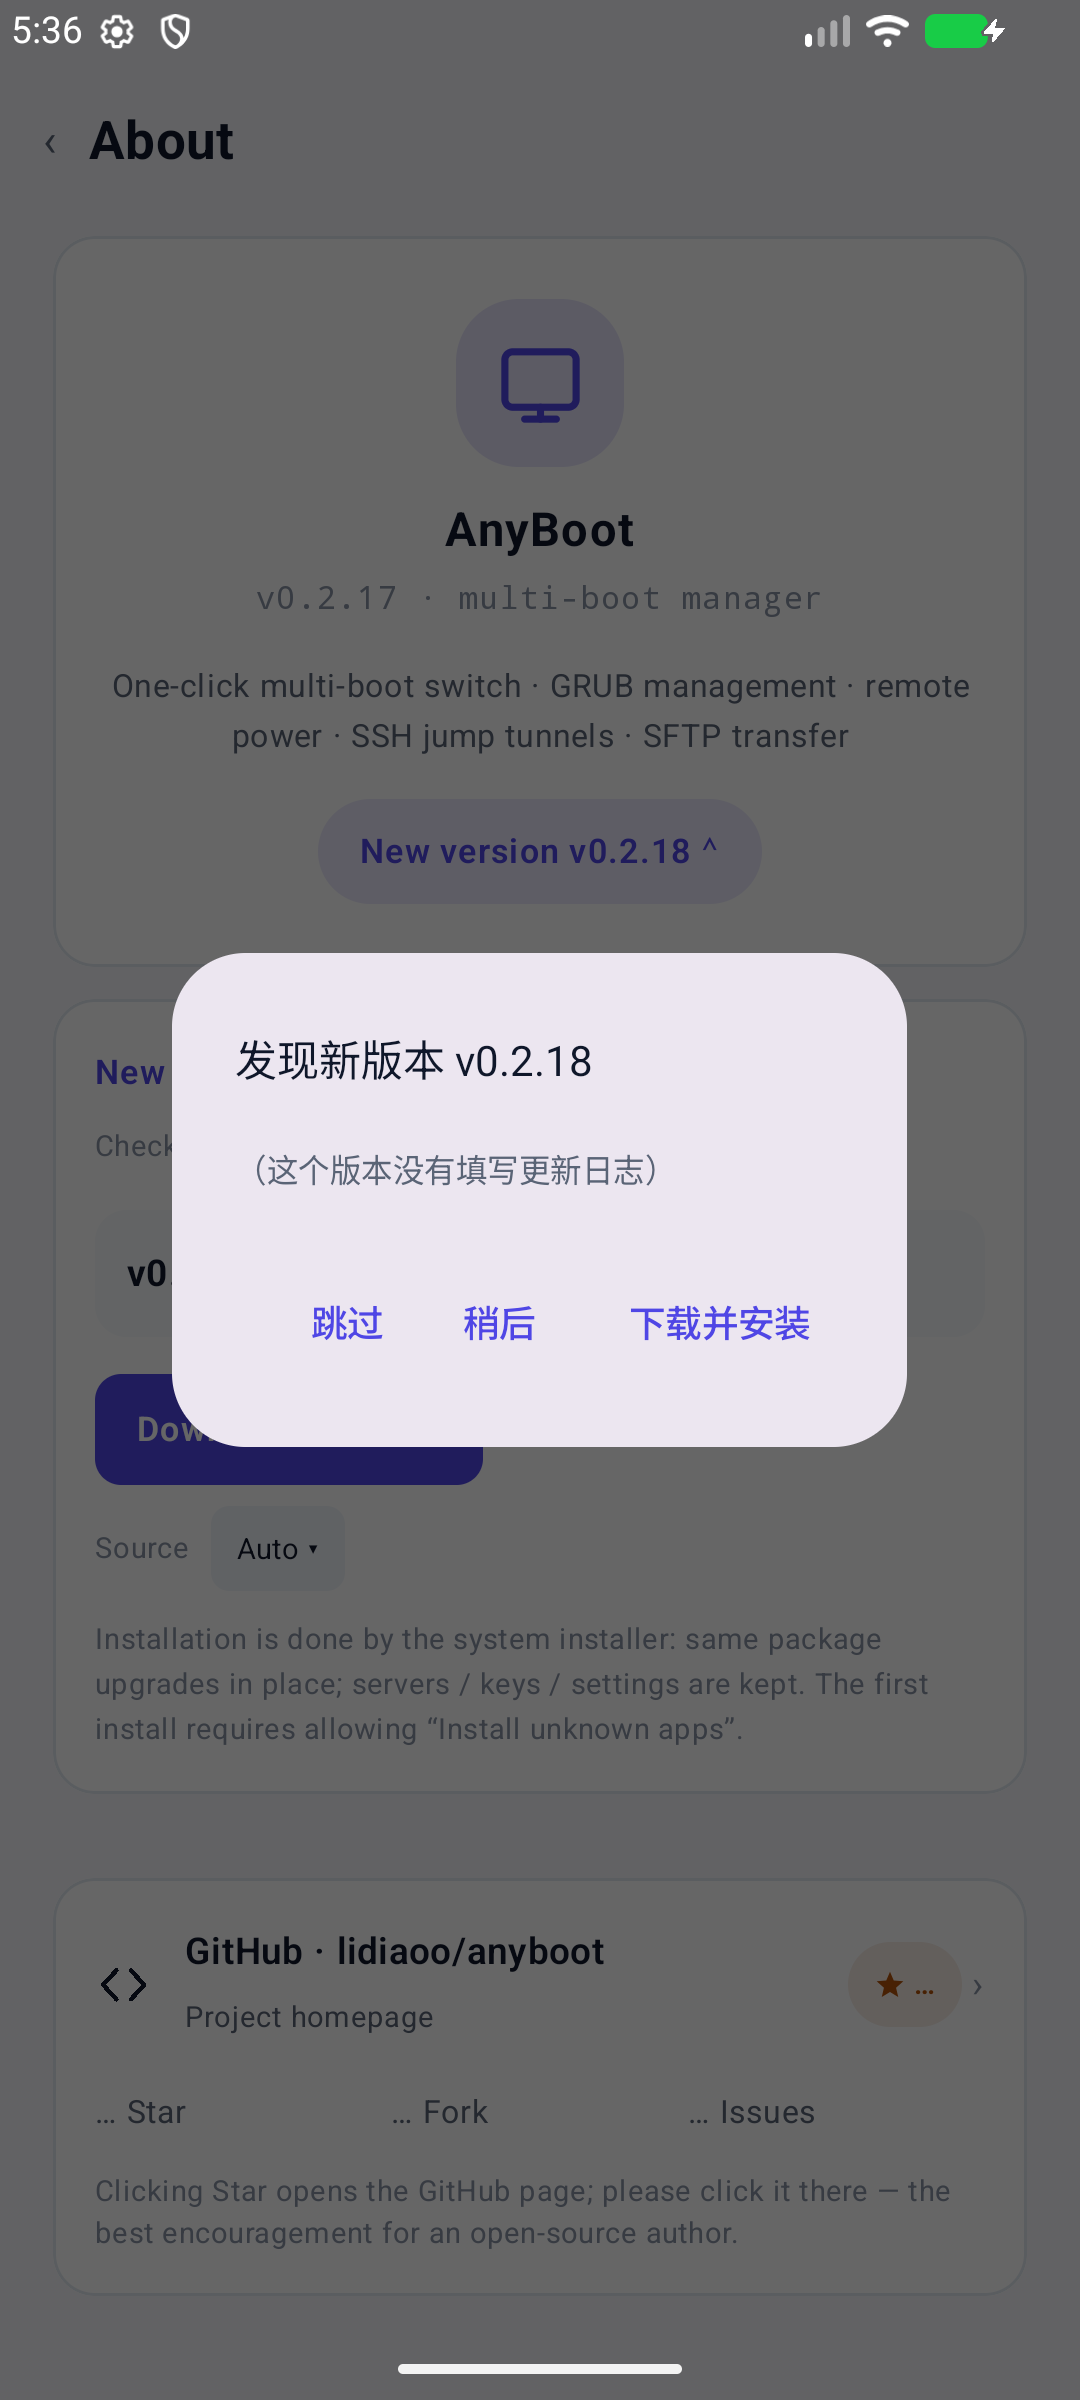 5:36
‹ About
AnyBoot
v0.2.17 · multi-boot manager
One-click multi-boot switch · GRUB management · remote
power · SSH jump tunnels · SFTP transfer
New version v0.2.18 ^
New
Check
发现新版本 v0.2.18
（这个版本没有填写更新日志）
v0.
跳过 稍后 下载并安装
Dow
Source Auto ▾
Installation is done by the system installer: same package
upgrades in place; servers / keys / settings are kept. The first
install requires allowing “Install unknown apps”.
GitHub · lidiaoo/anyboot
Project homepage
★ … ›
… Star … Fork … Issues
Clicking Star opens the GitHub page; please click it there — the
best encouragement for an open-source author.